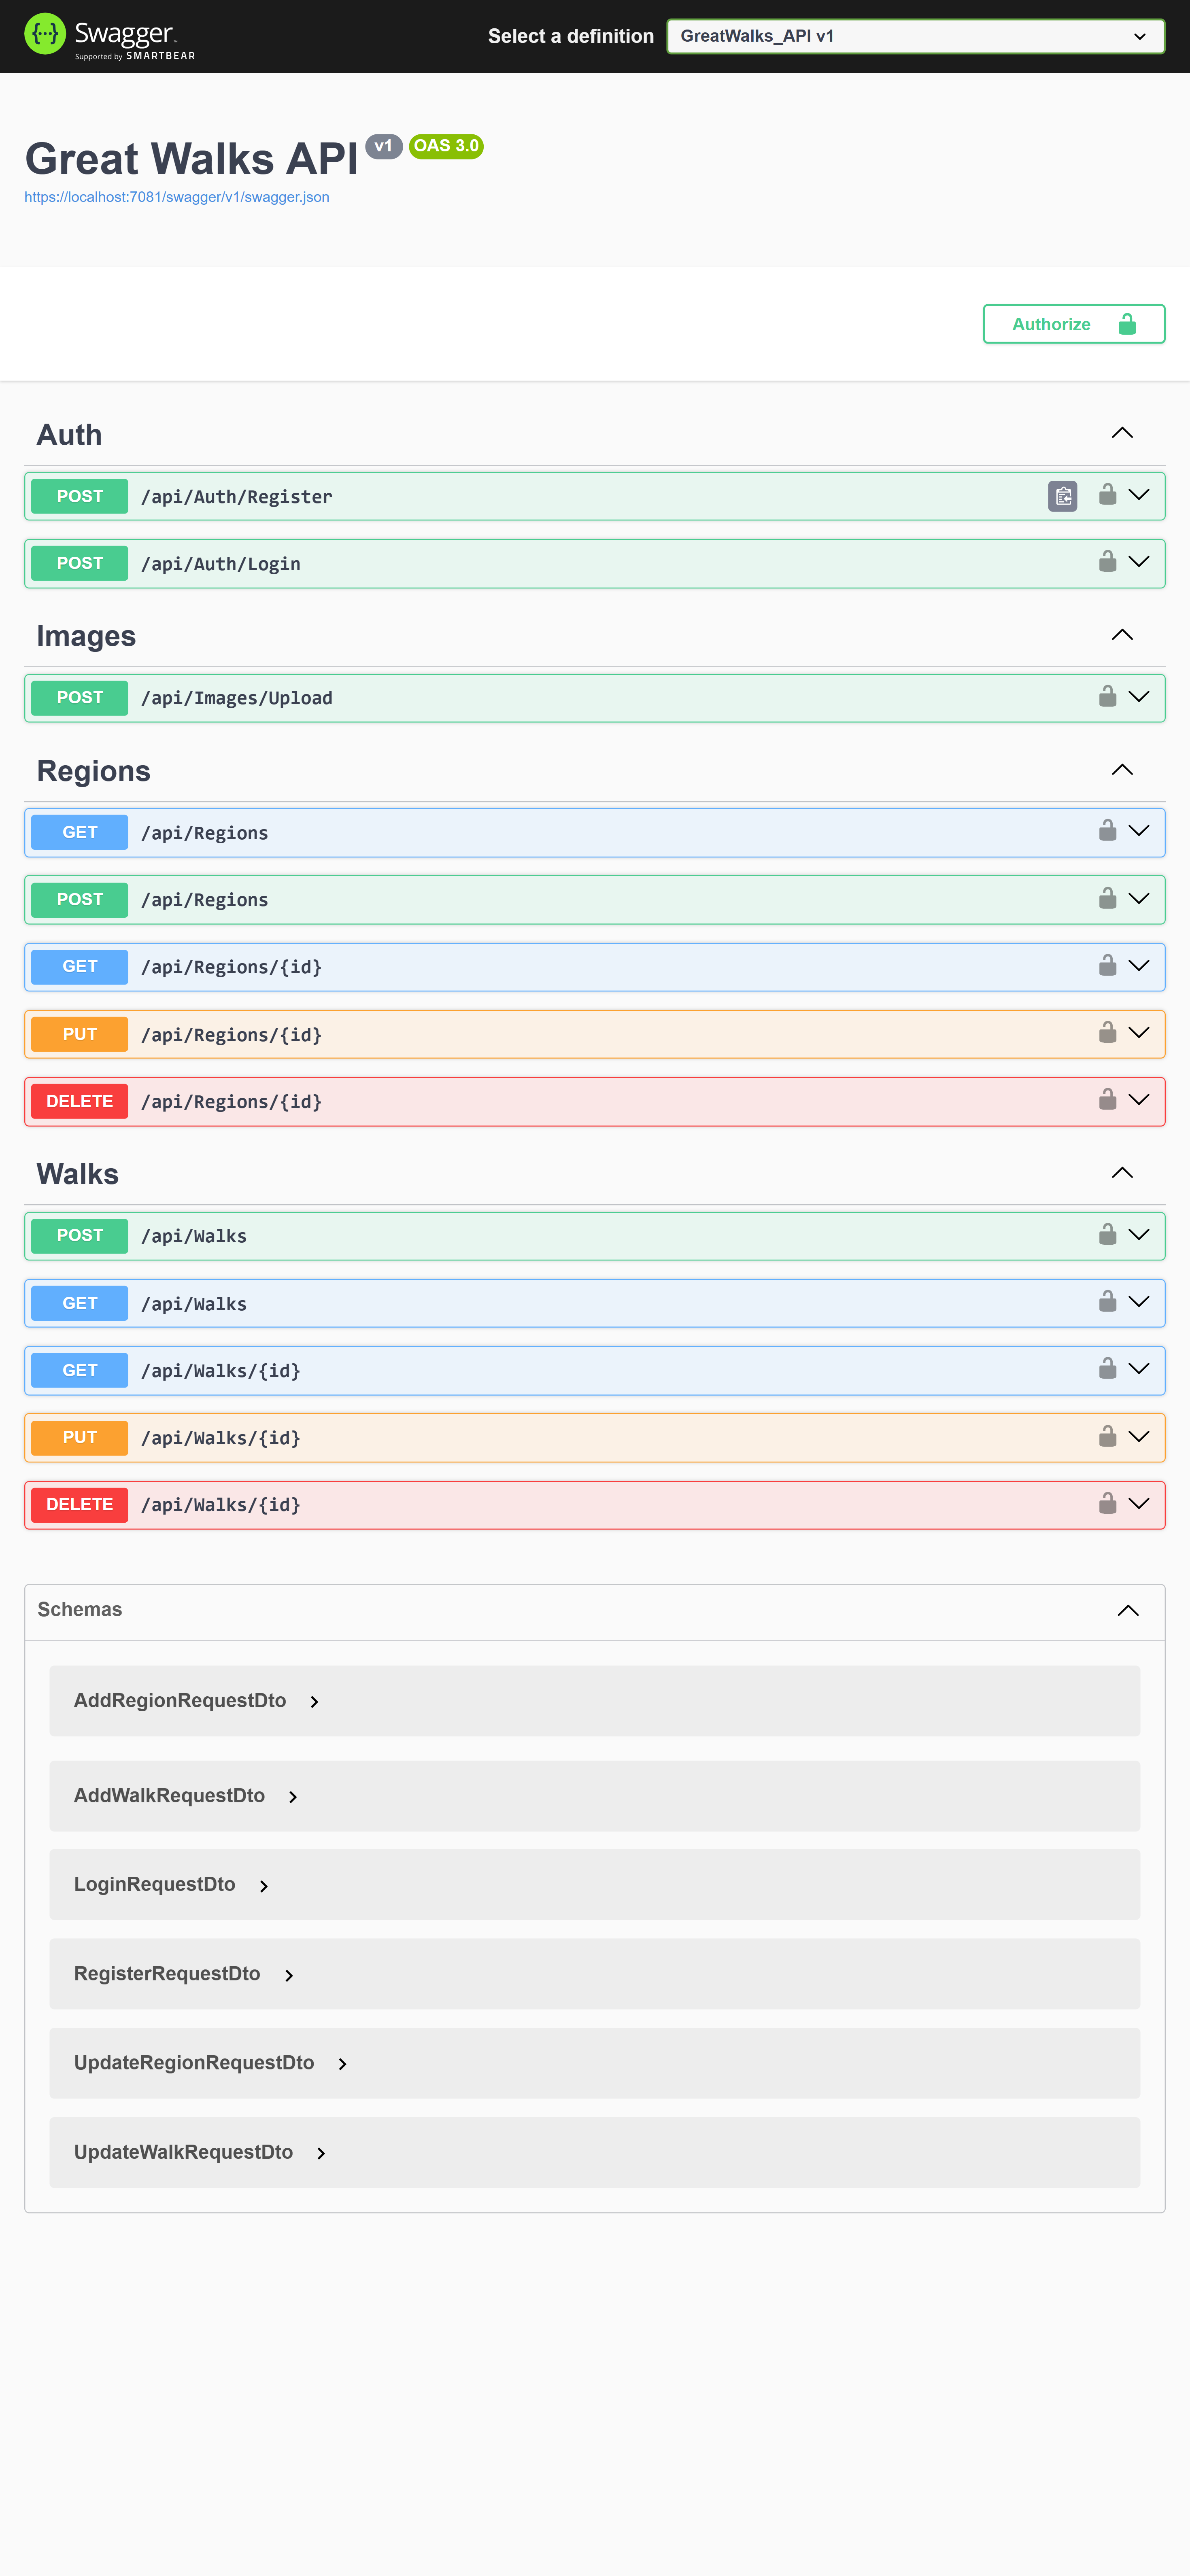 Swagger
Supported by SMARTBEAR
Select a definition
GreatWalks_API v1
Great Walks API v1 OAS 3.0
https://localhost:7081/swagger/v1/swagger.json
Authorize
Auth
POST /api/Auth/Register
POST /api/Auth/Login
Images
POST /api/Images/Upload
Regions
GET /api/Regions
POST /api/Regions
GET /api/Regions/{id}
PUT /api/Regions/{id}
DELETE /api/Regions/{id}
Walks
POST /api/Walks
GET /api/Walks
GET /api/Walks/{id}
PUT /api/Walks/{id}
DELETE /api/Walks/{id}
Schemas
AddRegionRequestDto
AddWalkRequestDto
LoginRequestDto
RegisterRequestDto
UpdateRegionRequestDto
UpdateWalkRequestDto